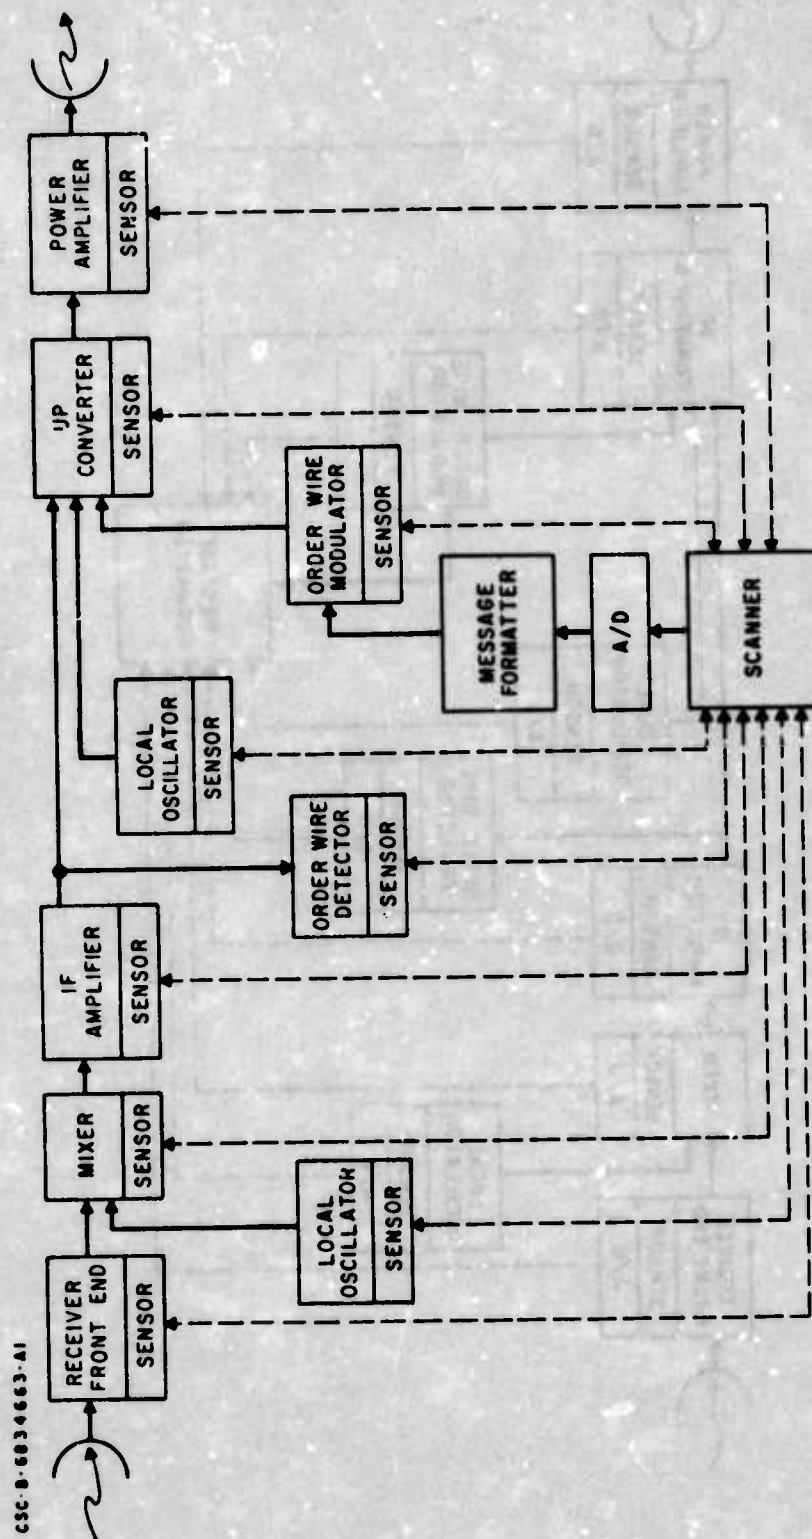 CSC-B-6834663-A1
RECEIVER
FRONT END
SENSOR
MIXER
SENSOR
LOCAL
OSCILLATOR
SENSOR
IF
AMPLIFIER
SENSOR
ORDER WIRE
DETECTOR
SENSOR
LOCAL
OSCILLATOR
SENSOR
UP
CONVERTER
SENSOR
ORDER WIRE
MODULATOR
SENSOR
MESSAGE
FORMATTER
A/D
SCANNER
POWER
AMPLIFIER
SENSOR